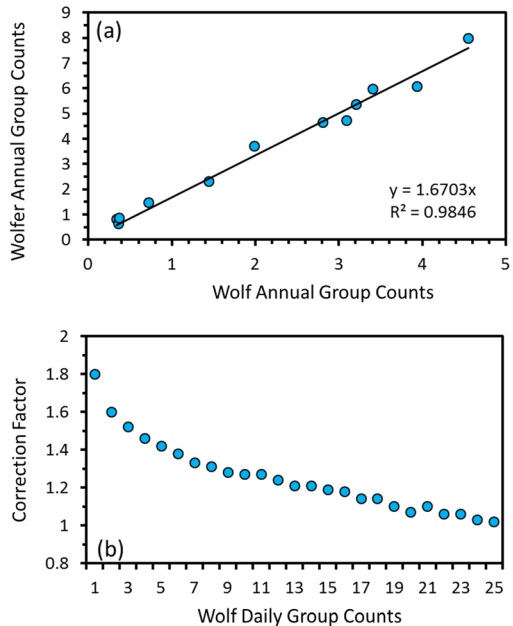 (a)
Wolfer Annual Group Counts
9
8
7
6
5
4
3
2
1
0
y = 1.6703x
R² = 0.9846
0 1 2 3 4 5
Wolf Annual Group Counts
Correction Factor
2
1.8
1.6
1.4
1.2
1
0.8
(b)
1 3 5 7 9 11 13 15 17 19 21 23 25
Wolf Daily Group Counts